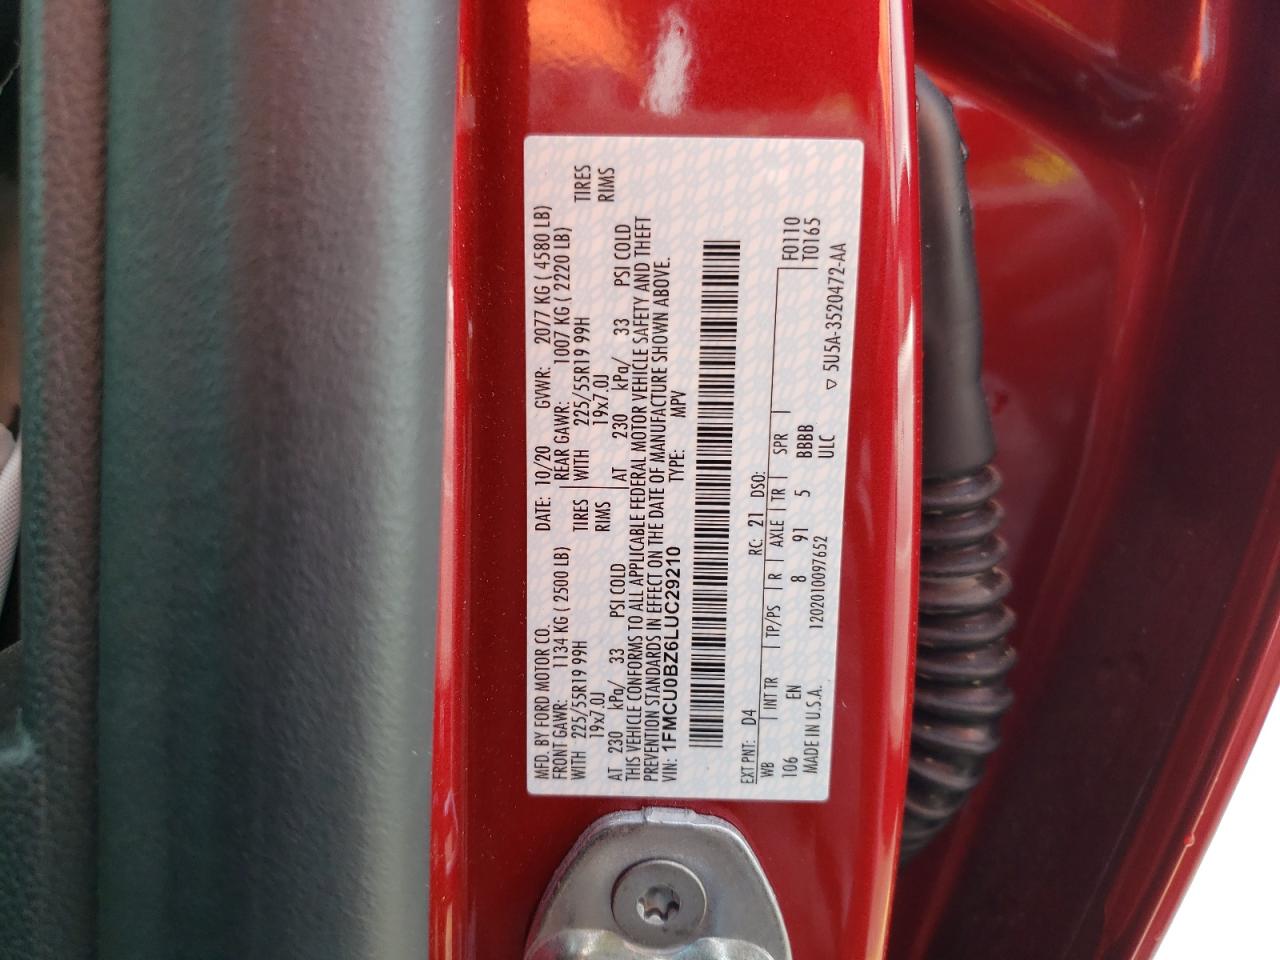 MFD. BY FORD MOTOR CO. DATE: 10/20 GVWR: 2077 KG ( 4580 LB)
FRONT GAWR: 1134 KG ( 2500 LB) REAR GAWR: 1007 KG ( 2220 LB)
WITH 225/55R19 99H TIRES WITH 225/55R19 99H TIRES
19x7.0J RIMS 19x7.0J RIMS
AT 230 kPa/ 33 PSI COLD AT 230 kPa/ 33 PSI COLD
THIS VEHICLE CONFORMS TO ALL APPLICABLE FEDERAL MOTOR VEHICLE SAFETY AND THEFT
PREVENTION STANDARDS IN EFFECT ON THE DATE OF MANUFACTURE SHOWN ABOVE.
VIN: 1FMCU0BZ6LUC29210 TYPE: MPV
EXT PNT: D4 RC: 21 DSO:
WB INT TR TP/PS R AXLE TR SPR F0110
106 EN 8 91 5 BBBB T0165
MADE IN U.S.A. 120201009​7652 ULC ▽ 5U5A-3520472-AA